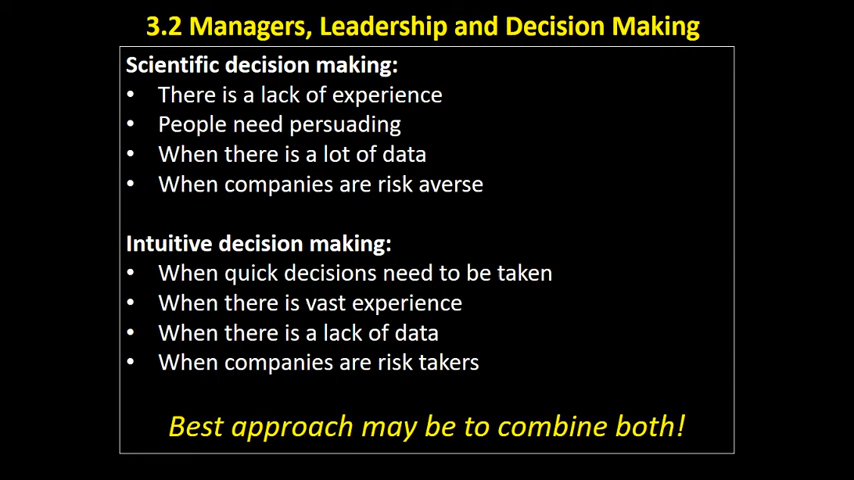 3.2 Managers, Leadership and Decision Making
Scientific decision making:
• There is a lack of experience
• People need persuading
• When there is a lot of data
• When companies are risk averse
Intuitive decision making:
• When quick decisions need to be taken
• When there is vast experience
• When there is a lack of data
• When companies are risk takers
Best approach may be to combine both!